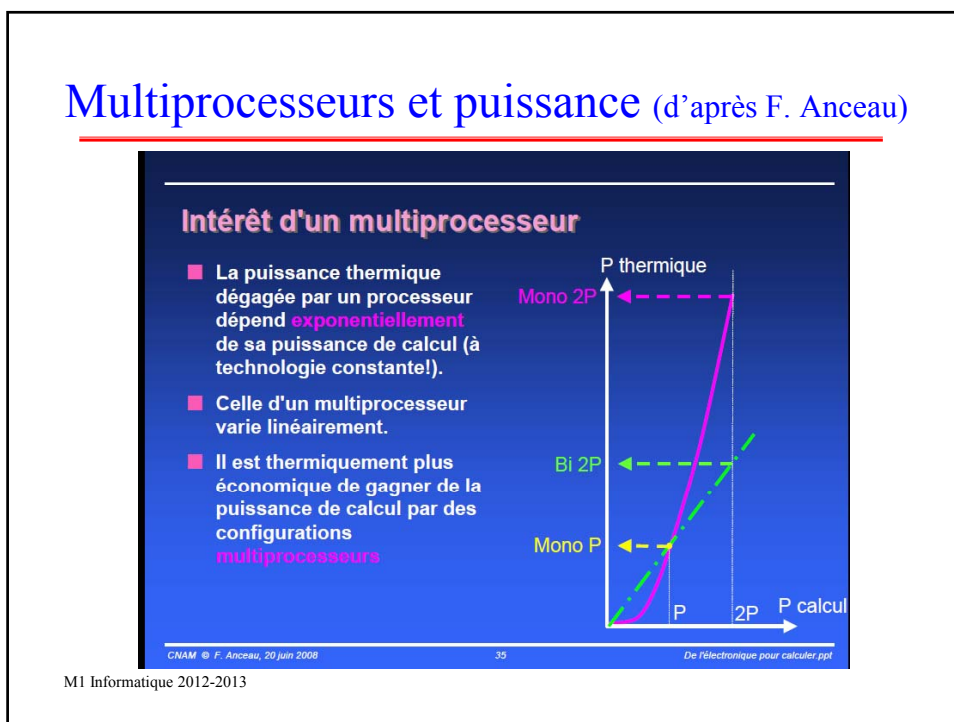 Multiprocesseurs et puissance (d'après F. Anceau)
Intérêt d'un multiprocesseur
La puissance thermique
dégagée par un processeur
dépend exponentiellement
de sa puissance de calcul (à
technologie constante!).
Celle d'un multiprocesseur
varie linéairement.
Il est thermiquement plus
économique de gagner de la
puissance de calcul par des
configurations
multiprocesseurs
P thermique
Mono 2P
Bi 2P
Mono P
P
2P
P calcul
CNAM © F. Anceau, 20 juin 2008
35
De l'électronique pour calculer.ppt
M1 Informatique 2012-2013